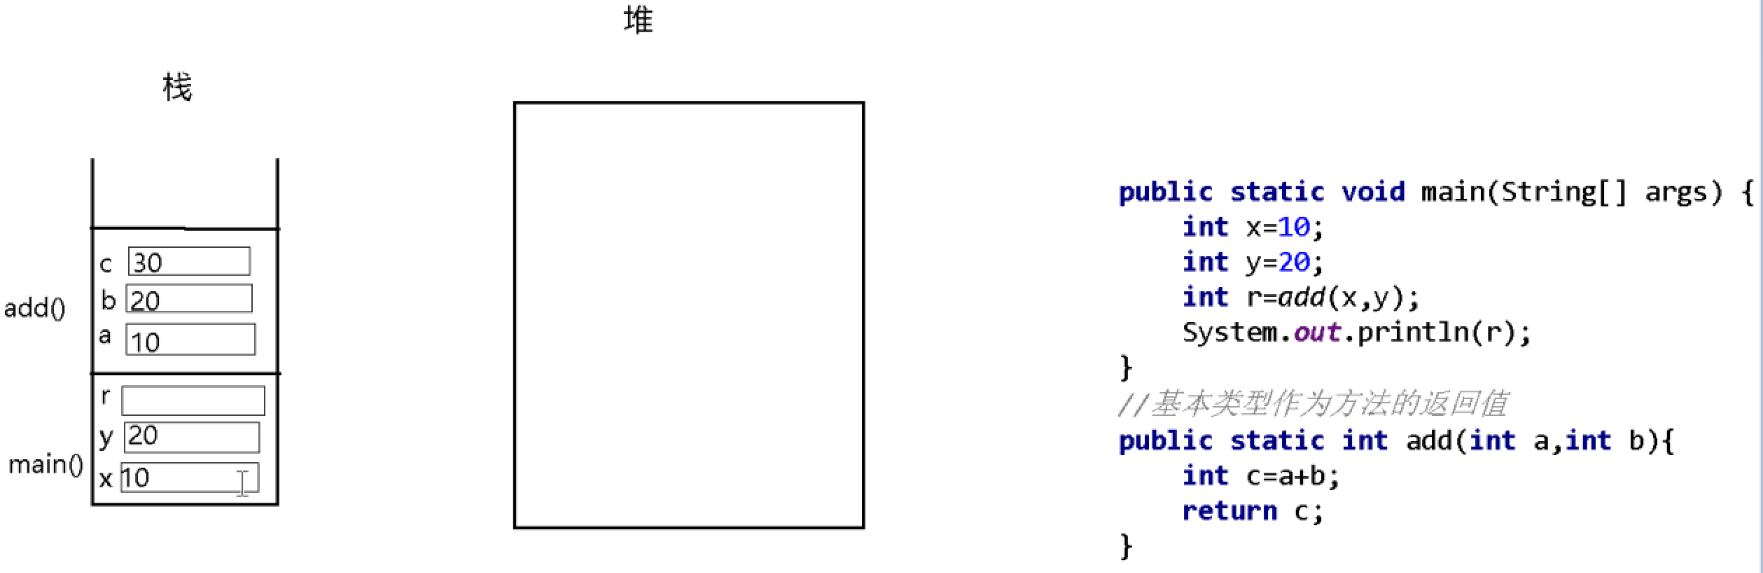 堆
栈
c 30
b 20
add()
a 10
r
y 20
main()
x 10
public static void main(String[] args) {
int x=10;
int y=20;
int r=add(x,y);
System.out.println(r);
}
//基本类型作为方法的返回值
public static int add(int a,int b){
int c=a+b;
return c;
}